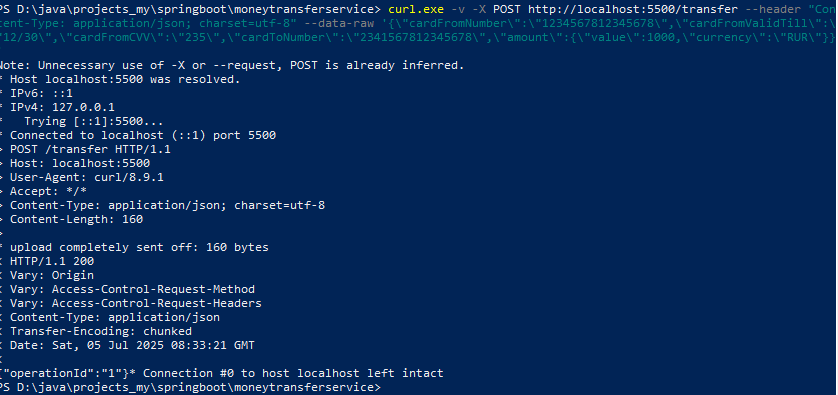 PS D:\java\projects_my\springboot\moneytransferservice> curl.exe -v -X POST http://localhost:5500/transfer --header "Con
tent-Type: application/json; charset=utf-8" --data-raw '{\"cardFromNumber\":\"1234567812345678\",\"cardFromValidTill\":\
"12/30\",\"cardFromCVV\":\"235\",\"cardToNumber\":\"2341567812345678\",\"amount\":{\"value\":1000,\"currency\":\"RUR\"}}
Note: Unnecessary use of -X or --request, POST is already inferred.
* Host localhost:5500 was resolved.
* IPv6: ::1
* IPv4: 127.0.0.1
*   Trying [::1]:5500...
* Connected to localhost (::1) port 5500
> POST /transfer HTTP/1.1
> Host: localhost:5500
> User-Agent: curl/8.9.1
> Accept: */*
> Content-Type: application/json; charset=utf-8
> Content-Length: 160
>
* upload completely sent off: 160 bytes
< HTTP/1.1 200
< Vary: Origin
< Vary: Access-Control-Request-Method
< Vary: Access-Control-Request-Headers
< Content-Type: application/json
< Transfer-Encoding: chunked
< Date: Sat, 05 Jul 2025 08:33:21 GMT
<
{"operationId":"1"}* Connection #0 to host localhost left intact
PS D:\java\projects_my\springboot\moneytransferservice>